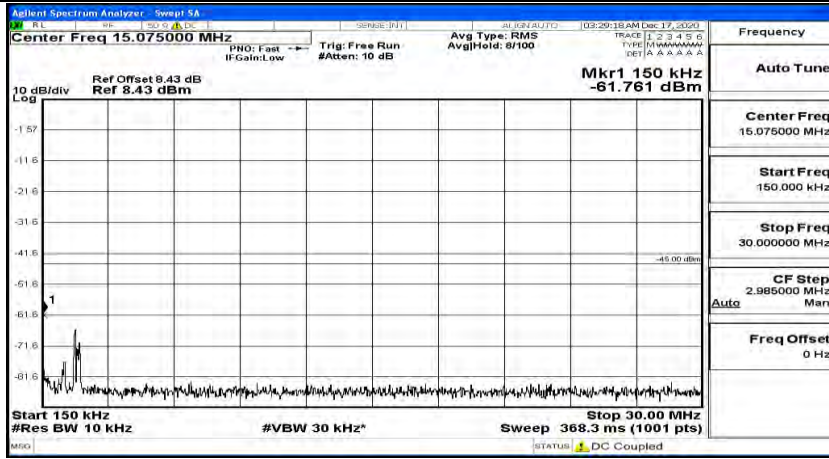 Agilent Spectrum Analyzer - Swept SA
RL RF 50 Ω DC SENSE:INT ALIGN AUTO 03:29:18 AM Dec 17, 2020
Center Freq 15.075000 MHz
PNO: Fast
IFGain:Low
Trig: Free Run
#Atten: 10 dB
Avg Type: RMS
Avg|Hold: 8/100
TRACE 1 2 3 4 5 6
TYPE MWWWWW
DET A A A A A A
Frequency
Auto Tune
Center Freq
15.075000 MHz
Start Freq
150.000 kHz
Stop Freq
30.000000 MHz
CF Step
2.985000 MHz
Auto Man
Freq Offset
0 Hz
Ref Offset 8.43 dB
10 dB/div Ref 8.43 dBm
Log
Mkr1 150 kHz
-61.761 dBm
-1.57
-11.6
-21.6
-31.6
-41.6
-45.00 dBm
-51.6
1
-61.6
-71.6
-81.6
Start 150 kHz Stop 30.00 MHz
#Res BW 10 kHz #VBW 30 kHz* Sweep 368.3 ms (1001 pts)
MSG STATUS DC Coupled